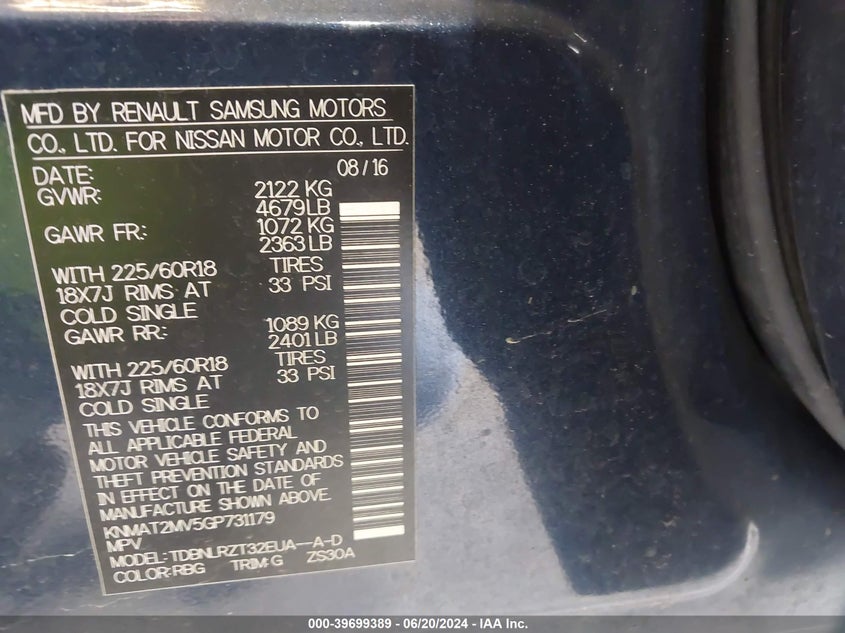 MFD BY RENAULT SAMSUNG MOTORS
CO., LTD. FOR NISSAN MOTOR CO., LTD.
DATE: 08/16
GVWR: 2122 KG
4679LB
GAWR FR.: 1072 KG
2363LB
WITH 225/60R18 TIRES
18X7J RIMS AT 33 PSI
COLD SINGLE
GAWR RR.: 1089 KG
2401LB
WITH 225/60R18 TIRES
18X7J RIMS AT 33 PSI
COLD SINGLE
THIS VEHICLE CONFORMS TO
ALL APPLICABLE FEDERAL
MOTOR VEHICLE SAFETY AND
THEFT PREVENTION STANDARDS
IN EFFECT ON THE DATE OF
MANUFACTURE SHOWN ABOVE.
KNMAT2MV5GP731179
MPV
MODEL:TDBNLRZT32EUA--A-D
COLOR:RBG TRIM:G ZS30A
000-39699389 - 06/20/2024 - IAA Inc.